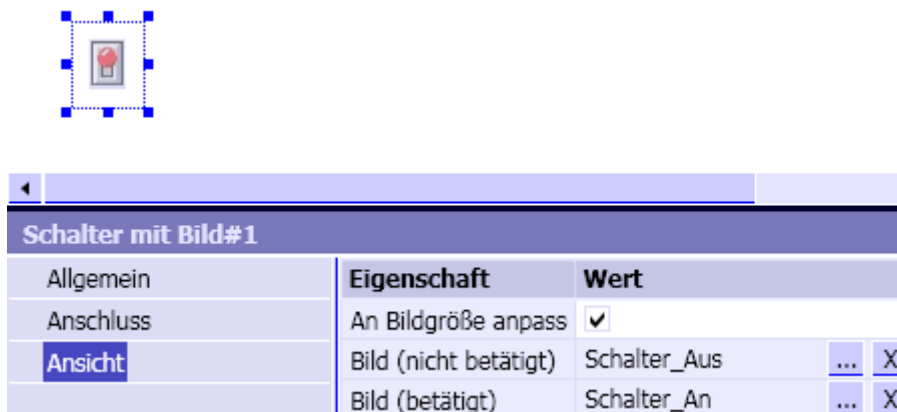 Schalter mit Bild#1
Allgemein
Eigenschaft Wert
Anschluss
An Bildgröße anpass
Ansicht
Bild (nicht betätigt) Schalter_Aus ... X
Bild (betätigt) Schalter_An ... X